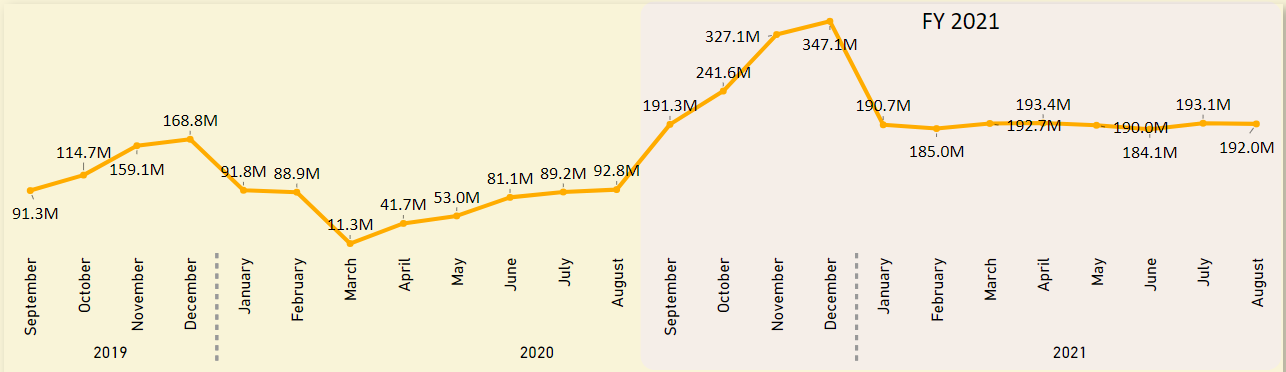 FY 2021
91.3M
114.7M
159.1M
168.8M
91.8M
88.9M
11.3M
41.7M
53.0M
81.1M
89.2M
92.8M
191.3M
241.6M
327.1M
347.1M
190.7M
185.0M
192.7M
193.4M
190.0M
184.1M
193.1M
192.0M
September
October
November
December
January
February
March
April
May
June
July
August
September
October
November
December
January
February
March
April
May
June
July
August
2019
2020
2021